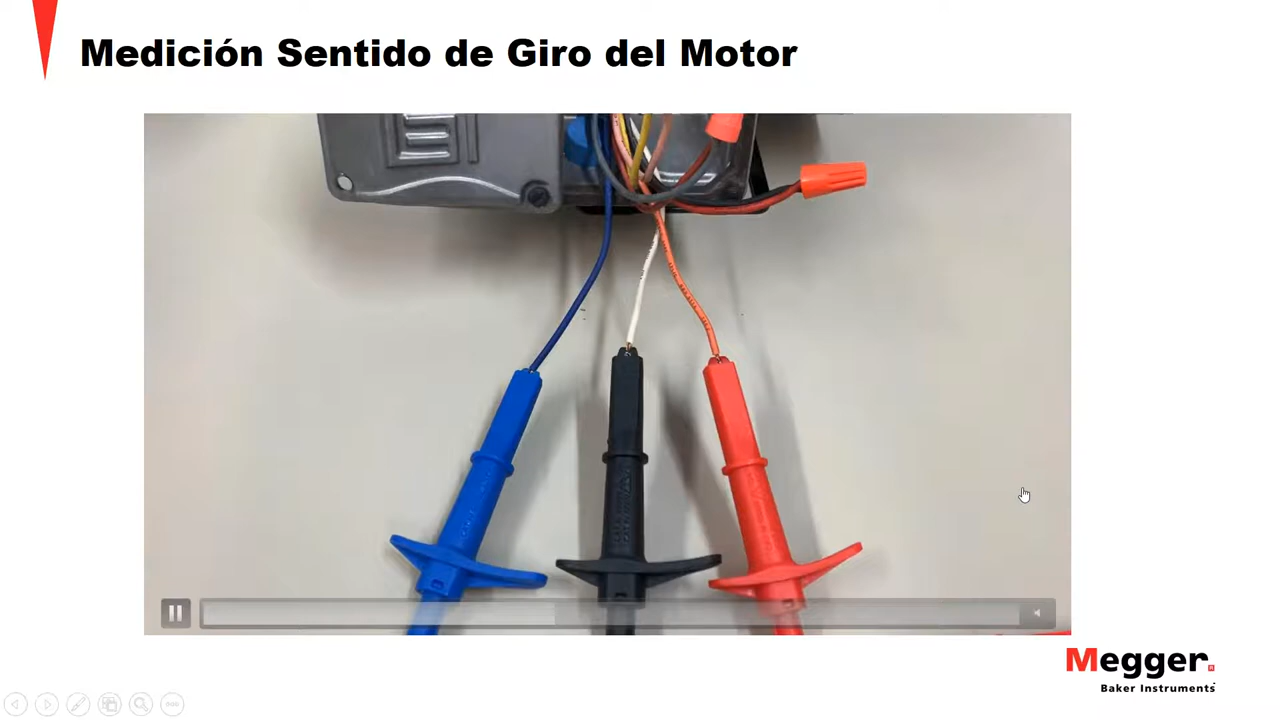 Medición Sentido de Giro del Motor
Megger.
Baker Instruments